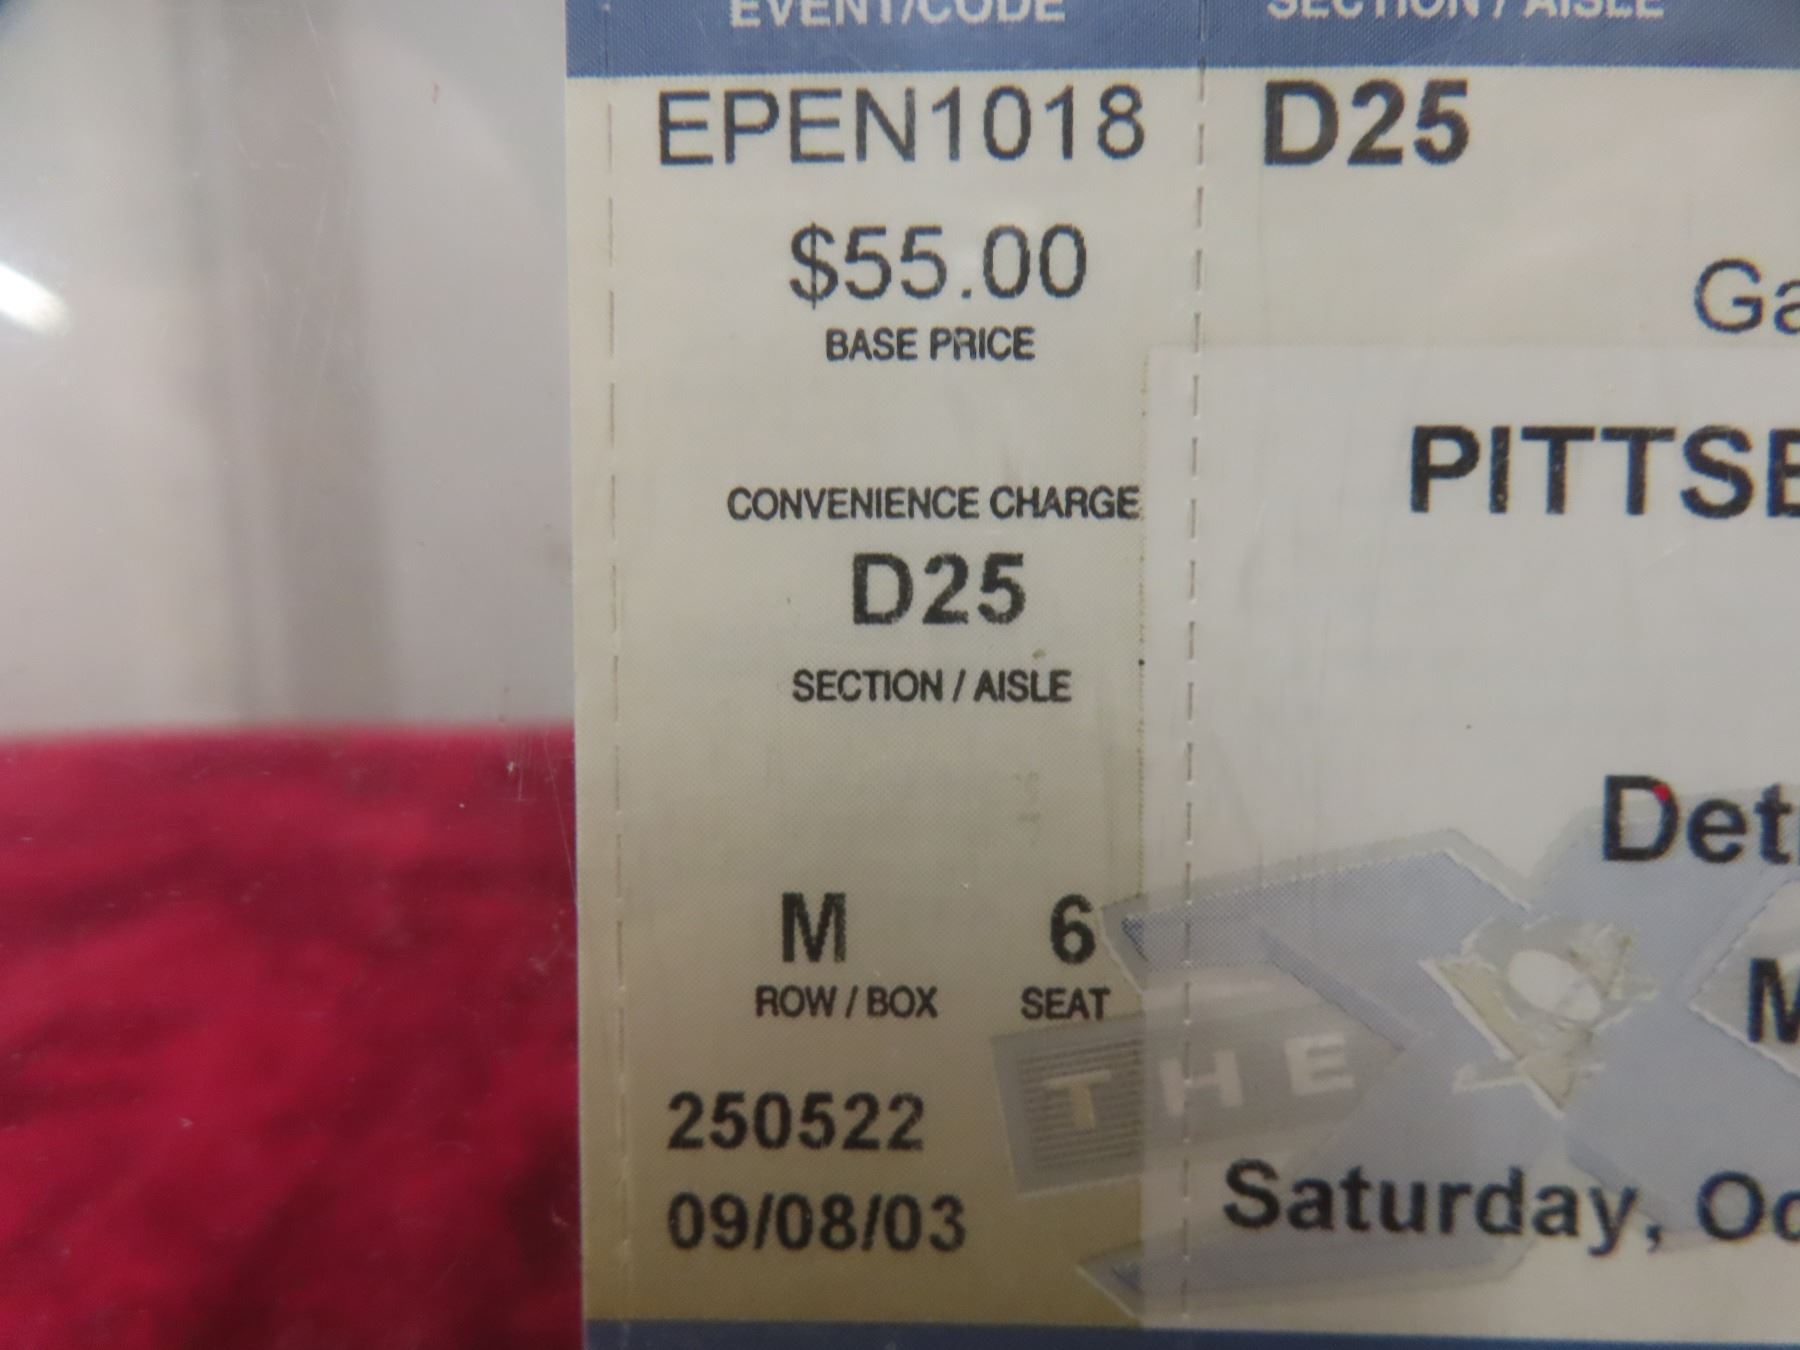 EVENT/CODE
SECTION / AISLE
EPEN1018
D25
$55.00
BASE PRICE
Ga
PITTSB
CONVENIENCE CHARGE
D25
SECTION / AISLE
Det
M
6
M
ROW / BOX
SEAT
THE
250522
09/08/03
Saturday, Oc